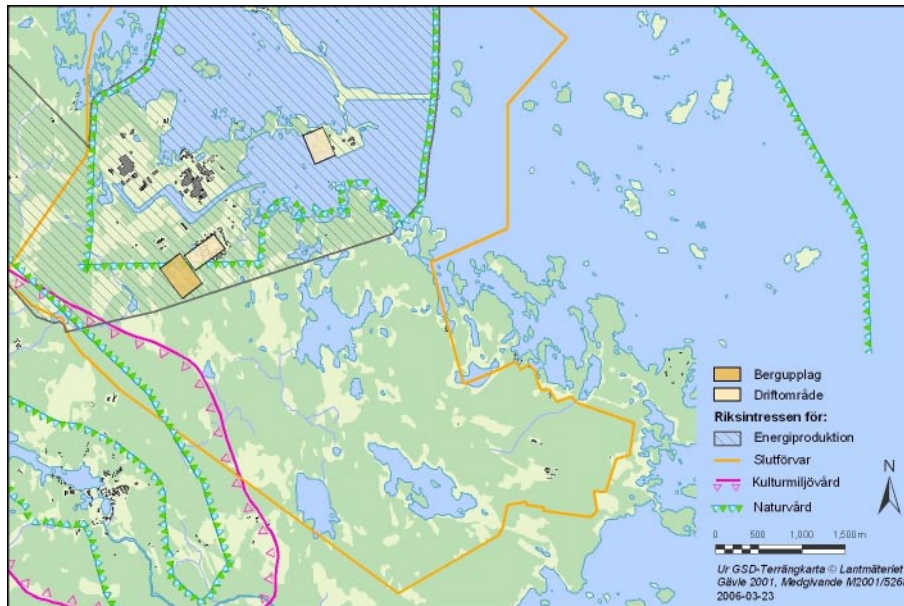 Bergupplag
Driftområde
Riksintressen för:
Energiproduktion
Slutförvar
Kulturmiljövård
Naturvård
N
0 500 1,000 1,500 m
Ur GSD-Terrängkarta © Lantmäteriet
Gävle 2001, Medgivande M2001/5268
2006-03-23